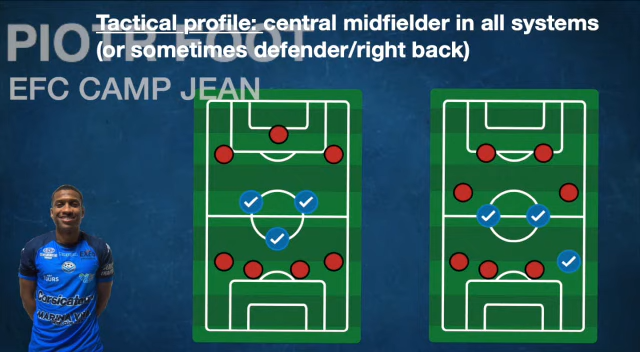 Tactical profile: central midfielder in all systems
(or sometimes defender/right back)
PIOTR FOOT
EFC CAMP JEAN